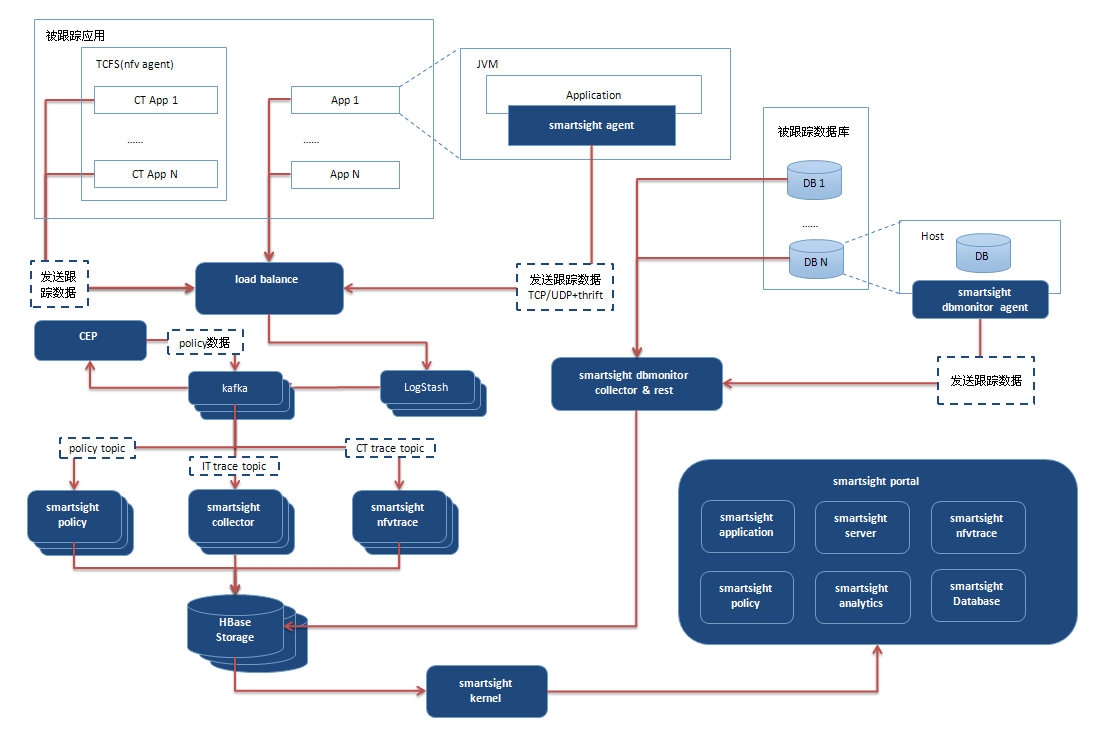 被跟踪应用
TCFS(nfv agent)
CT App 1
......
CT App N
App 1
......
App N
JVM
Application
smartsight agent
被跟踪数据库
DB 1
......
DB N
Host
DB
smartsight
dbmonitor agent
发送跟
踪数据
load balance
发送跟踪数据
TCP/UDP+thrift
CEP
policy数据
kafka
LogStash
smartsight dbmonitor
collector & rest
发送跟踪数据
policy topic
IT trace topic
CT trace topic
smartsight
policy
smartsight
collector
smartsight
nfvtrace
HBase
Storage
smartsight
kernel
smartsight portal
smartsight
application
smartsight
server
smartsight
nfvtrace
smartsight
policy
smartsight
analytics
smartsight
Database